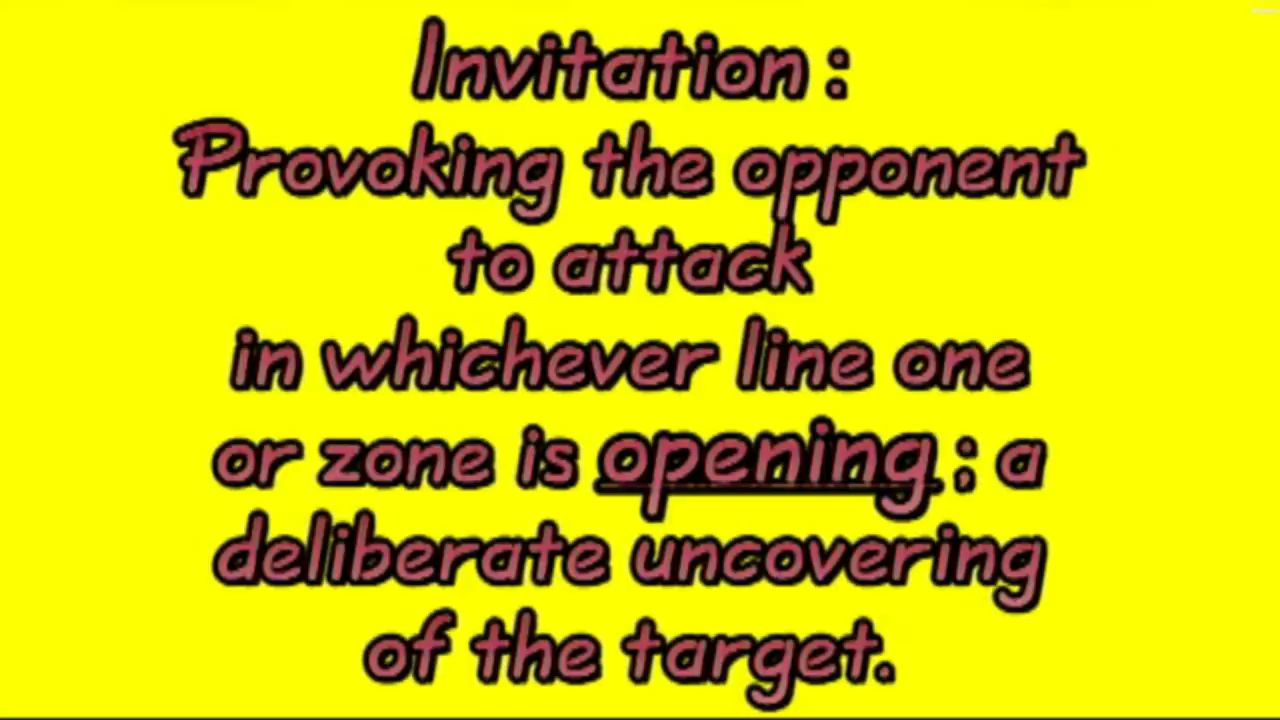 Invitation :
Provoking the opponent
to attack
in whichever line one
or zone is opening ; a
deliberate uncovering
of the target.